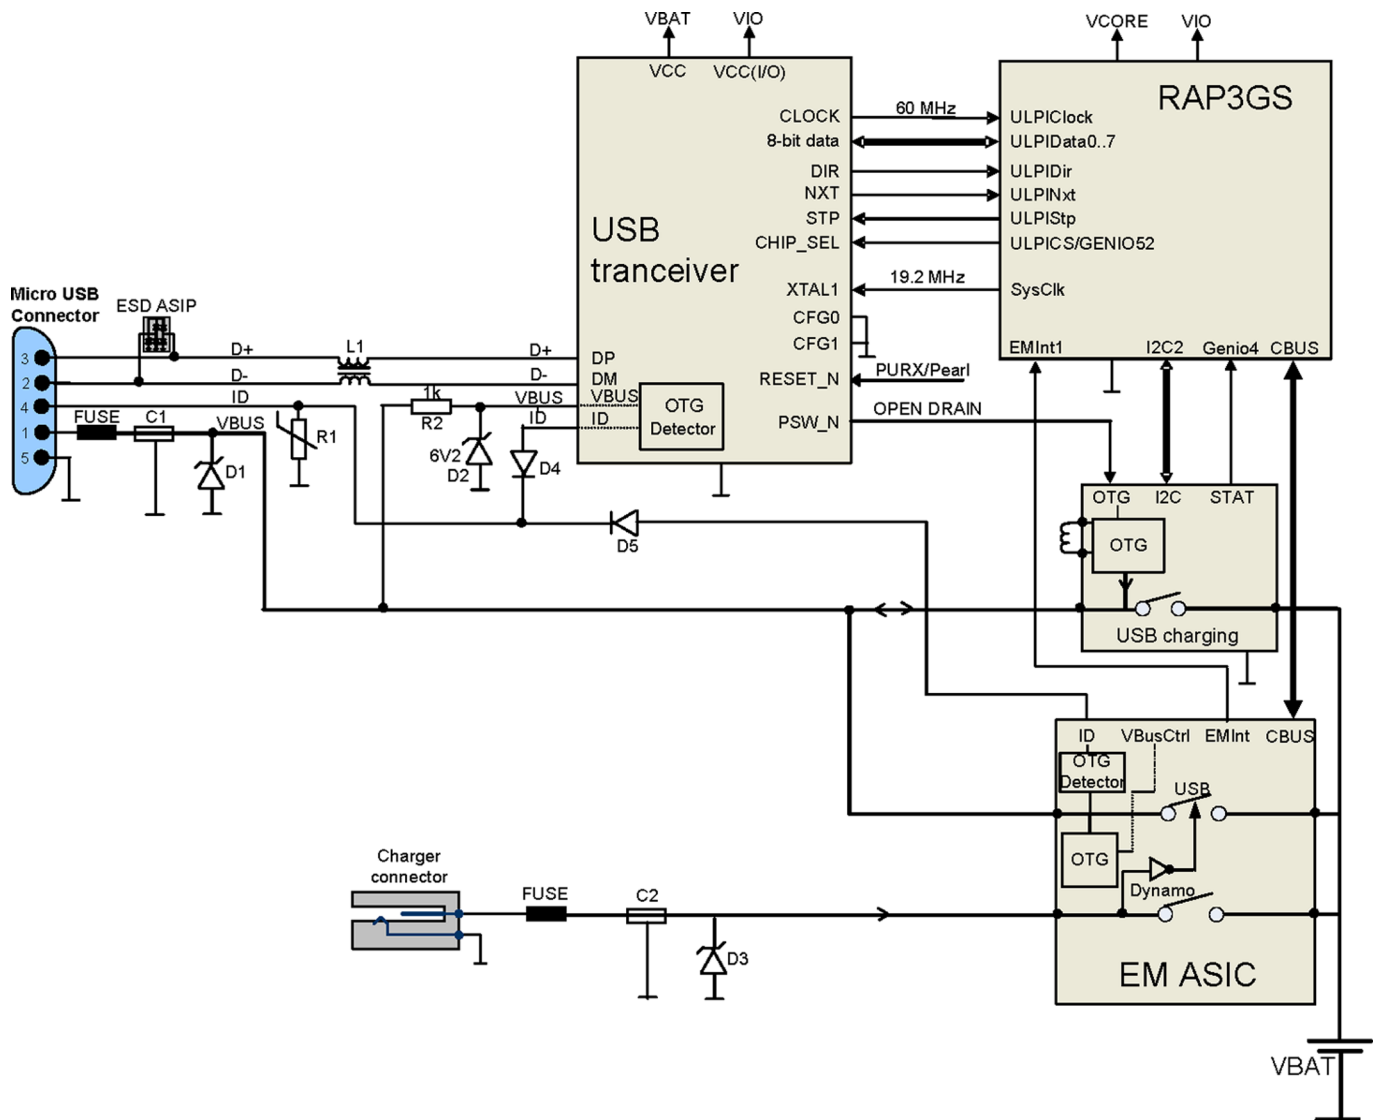 VBAT
VIO
VCORE
VIO
VCC
VCC(I/O)
RAP3GS
CLOCK
60 MHz
ULPIClock
8-bit data
ULPIData0..7
DIR
ULPIDir
NXT
ULPINxt
STP
ULPIStp
CHIP_SEL
ULPICS/GENIO52
USB
tranceiver
XTAL1
19.2 MHz
SysClk
CFG0
CFG1
EMInt1
I2C2
Genio4
CBUS
RESET_N
PURX/Pearl
PSW_N
OPEN DRAIN
Micro USB
Connector
ESD ASIP
L1
3
D+
D+
DP
2
D-
D-
DM
4
ID
1k
R2
VBUS
VBUS
ID
ID
OTG
Detector
1
FUSE
C1
VBUS
R1
5
D1
6V2
D2
D4
D5
OTG
I2C
STAT
OTG
USB charging
ID
VBusCtrl
EMInt
CBUS
OTG
Detector
USB
OTG
Dynamo
EM ASIC
Charger
connector
FUSE
C2
D3
VBAT